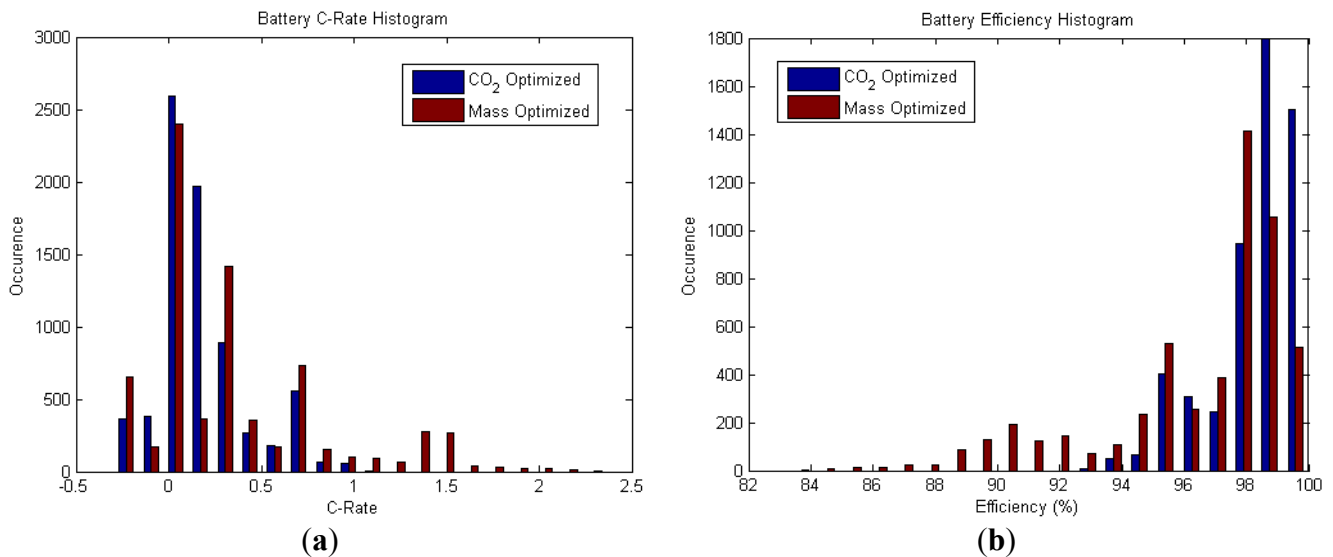 Battery C-Rate Histogram
3000
2500
2000
1500
1000
500
0
Occurence
-0.5
0
0.5
1
1.5
2
2.5
C-Rate
CO2 Optimized
Mass Optimized
(a)
Battery Efficiency Histogram
1800
1600
1400
1200
1000
800
600
400
200
0
Occurence
82
84
86
88
90
92
94
96
98
100
Efficiency (%)
CO2 Optimized
Mass Optimized
(b)